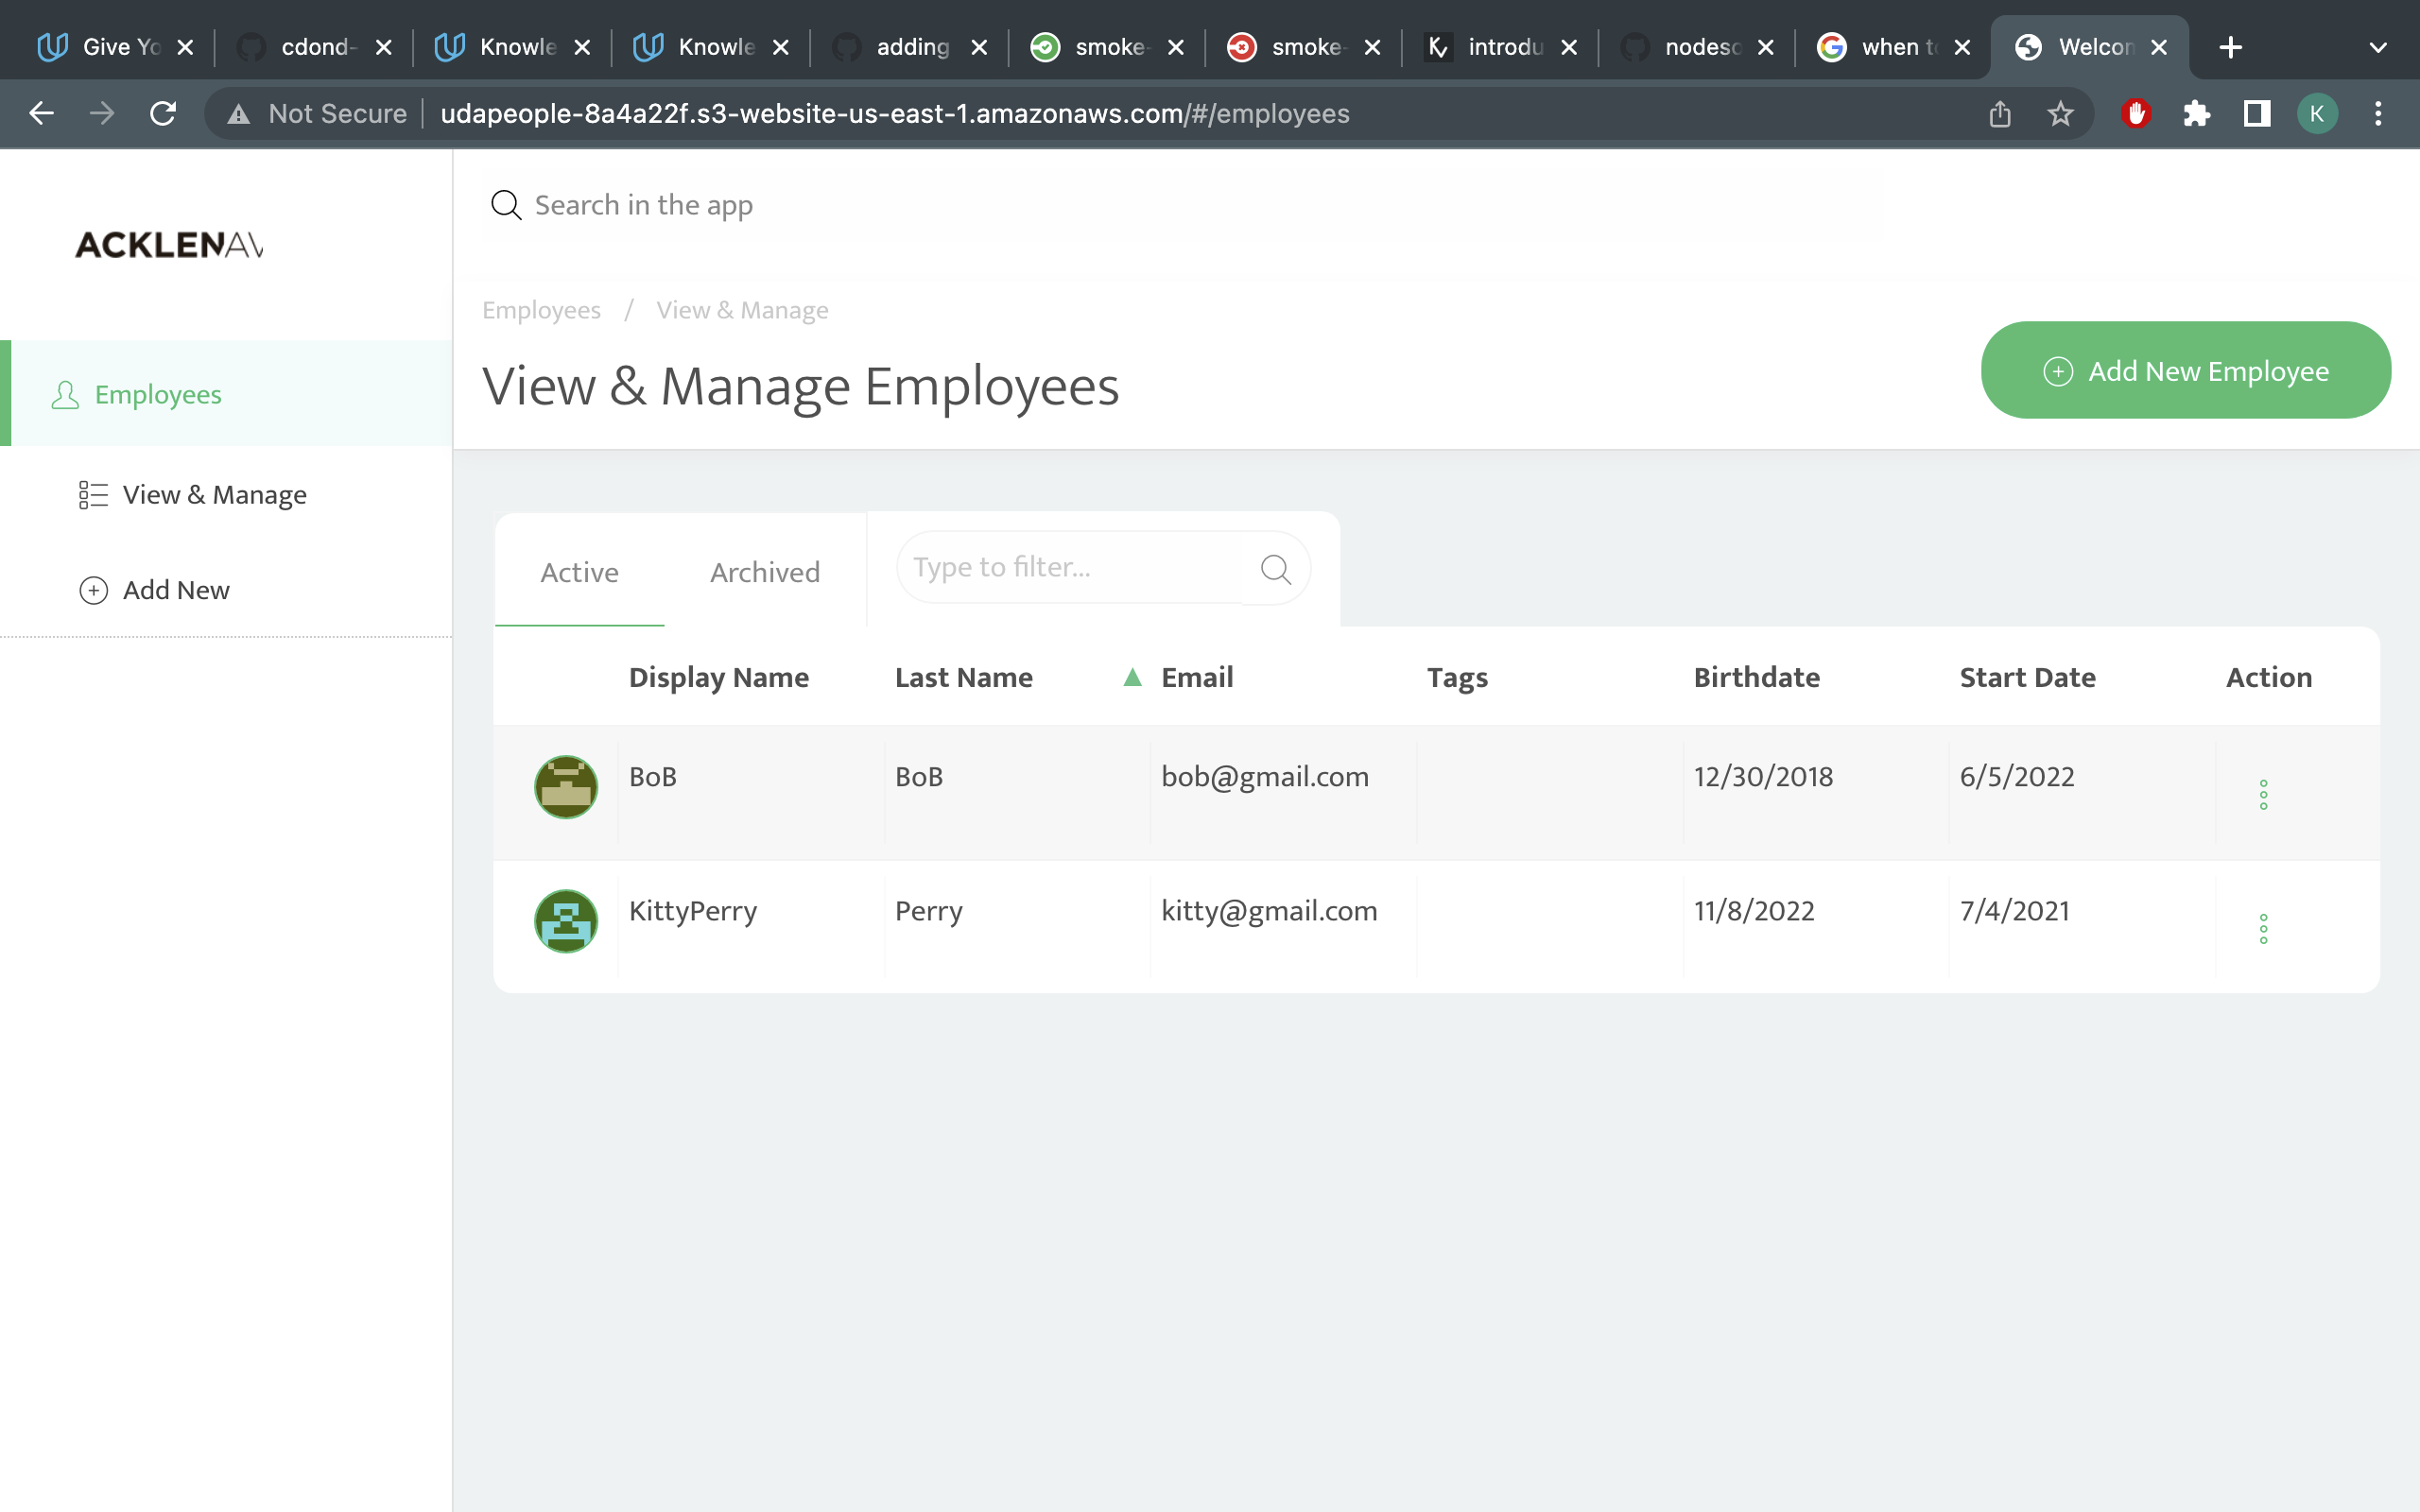 Give Yo
cdond-
Knowle
Knowle
adding
smoke-
smoke-
introdu
nodesc
when to
Welcom
Not Secure
udapeople-8a4a22f.s3-website-us-east-1.amazonaws.com/#/employees
K
ACKLENAV
Search in the app
Employees / View & Manage
View & Manage Employees
Add New Employee
Employees
View & Manage
Add New
Active Archived Type to filter...
Display Name Last Name ▲ Email Tags Birthdate Start Date Action
BoB BoB bob@gmail.com 12/30/2018 6/5/2022
KittyPerry Perry kitty@gmail.com 11/8/2022 7/4/2021